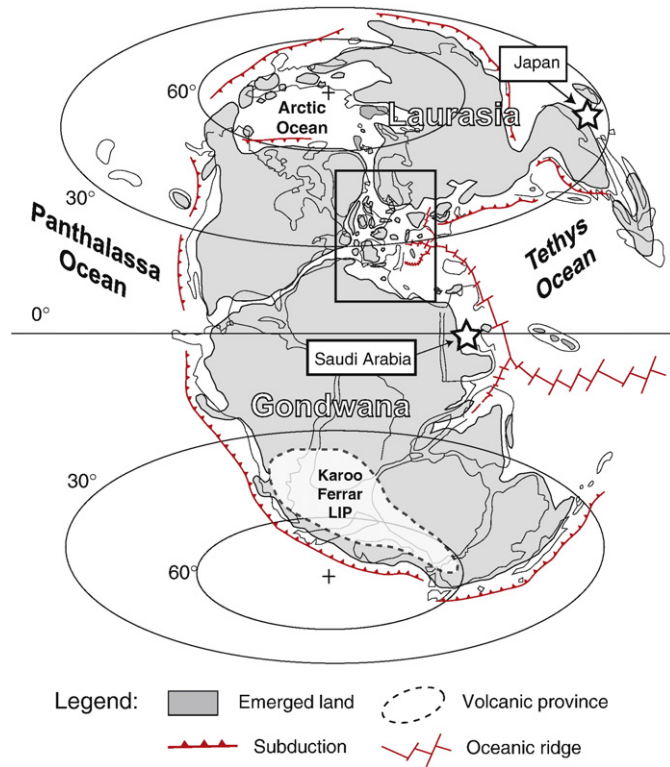 Japan
60°
Arctic
Ocean
Laurasia
30°
Panthalassa
Ocean
Tethys
Ocean
0°
Saudi Arabia
Gondwana
30°
Karoo
Ferrar
LIP
60°
Legend:
Emerged land
Volcanic province
Subduction
Oceanic ridge